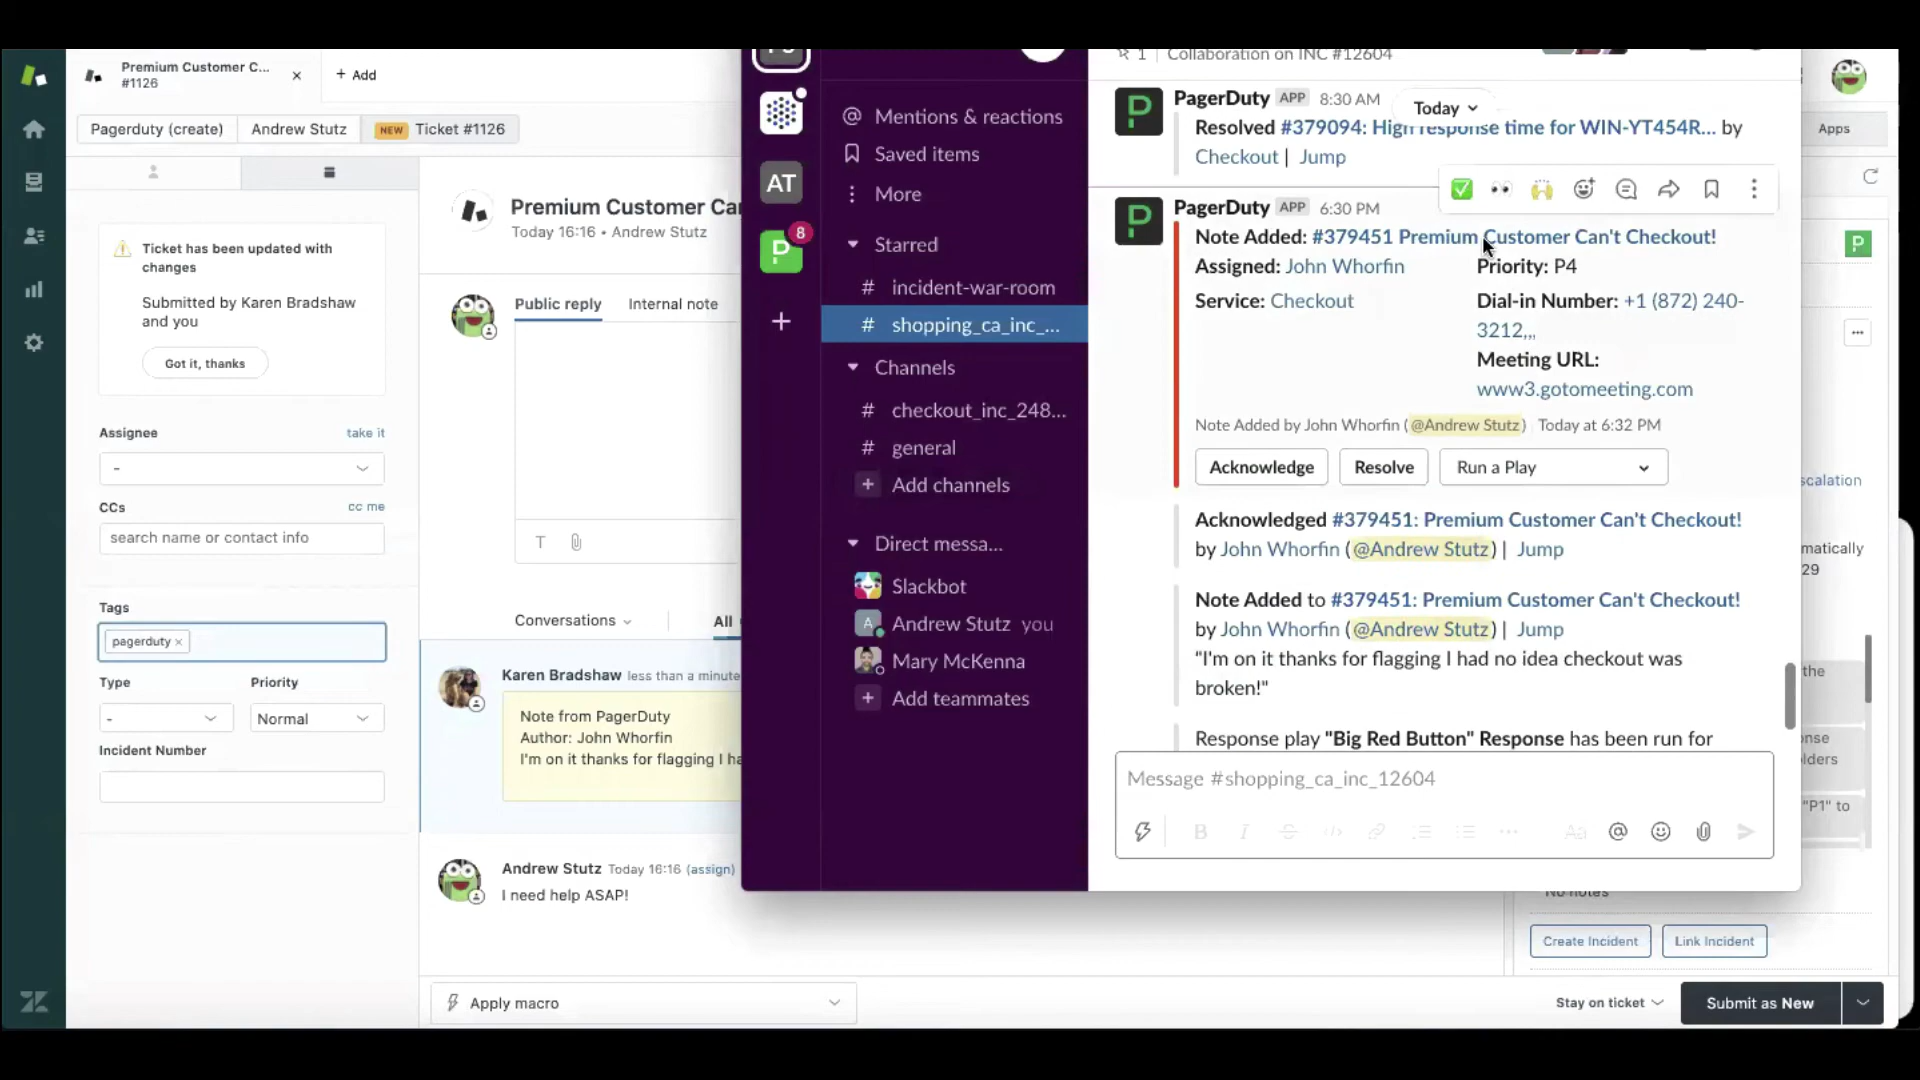 Premium Customer C...
#1126
+ Add
Pagerduty (create)
Andrew Stutz
NEW Ticket #1126
Ticket has been updated with
changes
Submitted by Karen Bradshaw
and you
Got it, thanks
Assignee
take it
-
CCs
cc me
search name or contact info
Tags
pagerduty ×
Type
Priority
-
Normal
Incident Number
Premium Customer Ca
Today 16:16 • Andrew Stutz
Public reply
Internal note
T
Conversations
All
Karen Bradshaw less than a minute
Note from PagerDuty
Author: John Whorfin
I'm on it thanks for flagging I ha
Andrew Stutz Today 16:16 (assign)
I need help ASAP!
Apply macro
AT
P
8
+
Mentions & reactions
Saved items
More
Starred
# incident-war-room
# shopping_ca_inc_...
Channels
# checkout_inc_248...
# general
+ Add channels
Direct messa...
Slackbot
A Andrew Stutz you
Mary McKenna
+ Add teammates
1 | Collaboration on INC #12604
PagerDuty APP 8:30 AM
Today
Resolved #379094: High response time for WIN-YT454R... by
Checkout | Jump
PagerDuty APP 6:30 PM
Note Added: #379451 Premium Customer Can't Checkout!
Assigned: John Whorfin
Priority: P4
Service: Checkout
Dial-in Number: +1 (872) 240-
3212,,,
Meeting URL:
www3.gotomeeting.com
Note Added by John Whorfin (@Andrew Stutz) Today at 6:32 PM
Acknowledge
Resolve
Run a Play
Acknowledged #379451: Premium Customer Can't Checkout!
by John Whorfin (@Andrew Stutz) | Jump
Note Added to #379451: Premium Customer Can't Checkout!
by John Whorfin (@Andrew Stutz) | Jump
"I'm on it thanks for flagging I had no idea checkout was
broken!"
Response play "Big Red Button" Response has been run for
Message #shopping_ca_inc_12604
B I S </> Aa @
Apps
P
scalation
matically
29
the
onse
olders
"P1" to
No notes
Create Incident
Link Incident
Stay on ticket
Submit as New